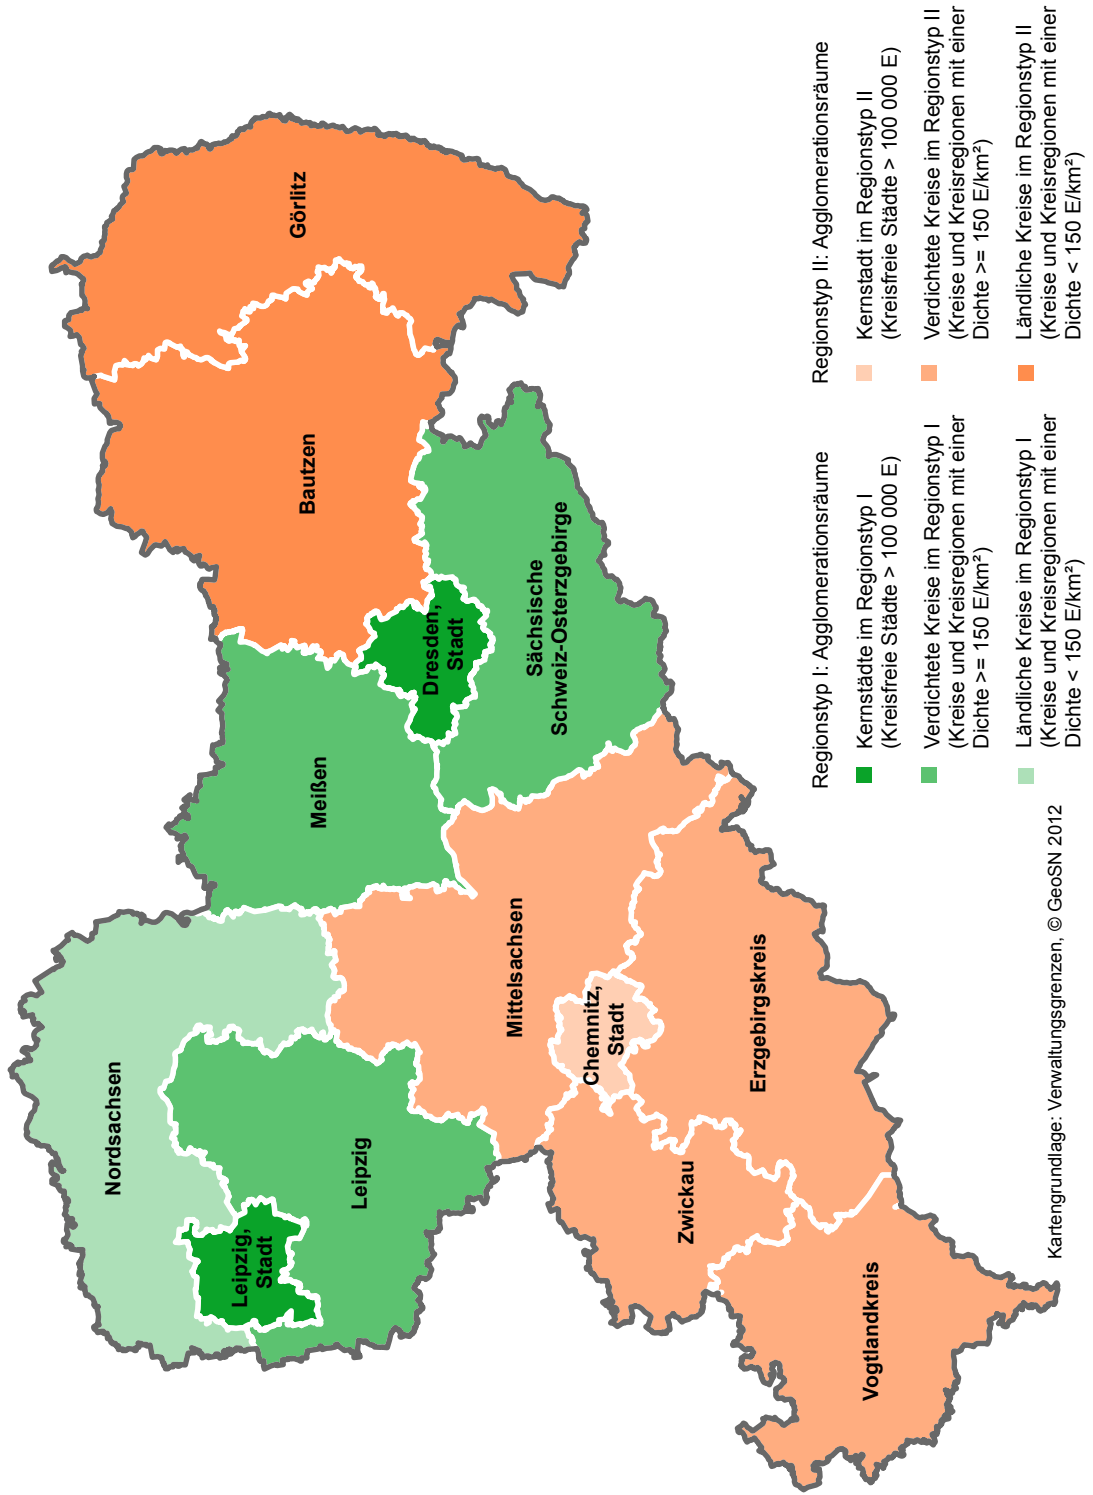 Nordsachsen
Leipzig,
Stadt
Leipzig
Meißen
Bautzen
Görlitz
Dresden,
Stadt
Sächsische
Schweiz-Osterzgebirge
Mittelsachsen
Chemnitz,
Stadt
Zwickau
Erzgebirgskreis
Vogtlandkreis
Regionstyp I: Agglomerationsräume
Kernstädte im Regionstyp I
(Kreisfreie Städte > 100 000 E)
Verdichtete Kreise im Regionstyp I
(Kreise und Kreisregionen mit einer
Dichte >= 150 E/km²)
Ländliche Kreise im Regionstyp I
(Kreise und Kreisregionen mit einer
Dichte < 150 E/km²)
Regionstyp II: Agglomerationsräume
Kernstadt im Regionstyp II
(Kreisfreie Städte > 100 000 E)
Verdichtete Kreise im Regionstyp II
(Kreise und Kreisregionen mit einer
Dichte >= 150 E/km²)
Ländliche Kreise im Regionstyp II
(Kreise und Kreisregionen mit einer
Dichte < 150 E/km²)
Kartengrundlage: Verwaltungsgrenzen, © GeoSN 2012